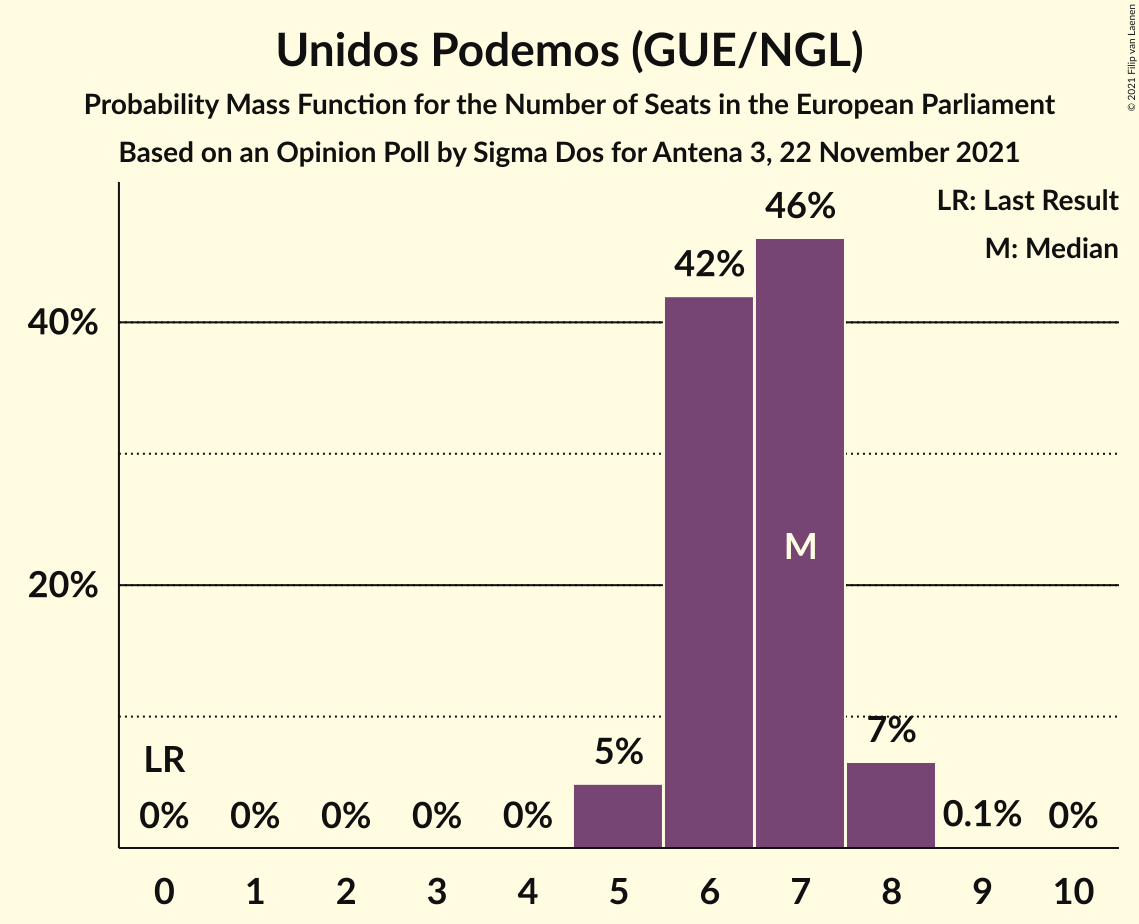 Unidos Podemos (GUE/NGL)
Probability Mass Function for the Number of Seats in the European Parliament
Based on an Opinion Poll by Sigma Dos for Antena 3, 22 November 2021
© 2021 Filip van Laenen
LR: Last Result
M: Median
46%
42%
40%
M
20%
7%
5%
LR
0% 0% 0% 0% 0% 0.1% 0%
0 1 2 3 4 5 6 7 8 9 10